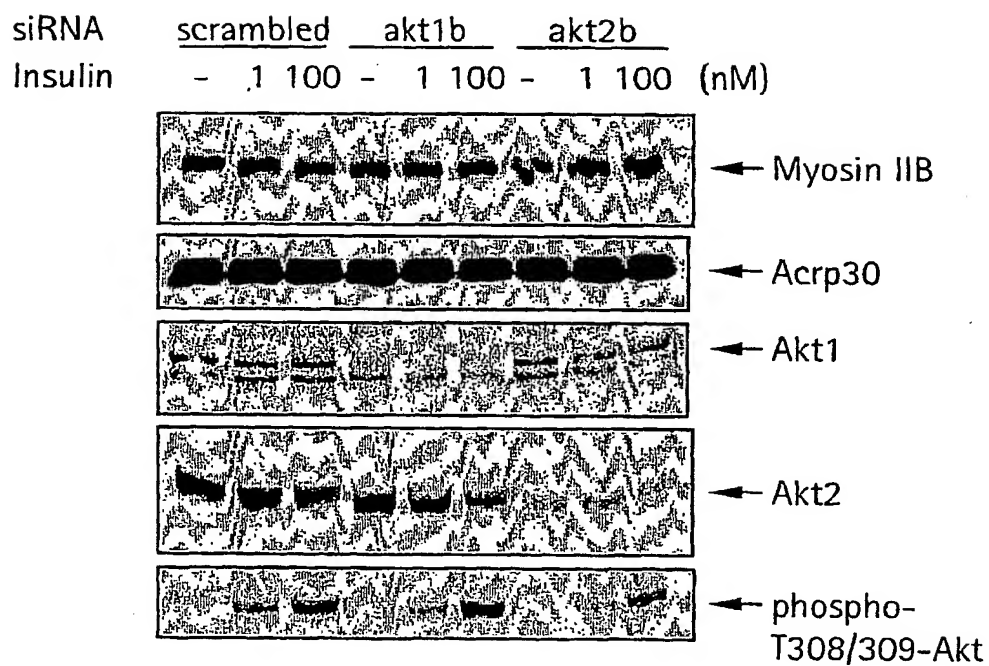 siRNA scrambled akt1b akt2b
Insulin - .1 100 - 1 100 - 1 100 (nM)
Myosin IIB
Acrp30
Akt1
Akt2
phospho-
T308/309-Akt